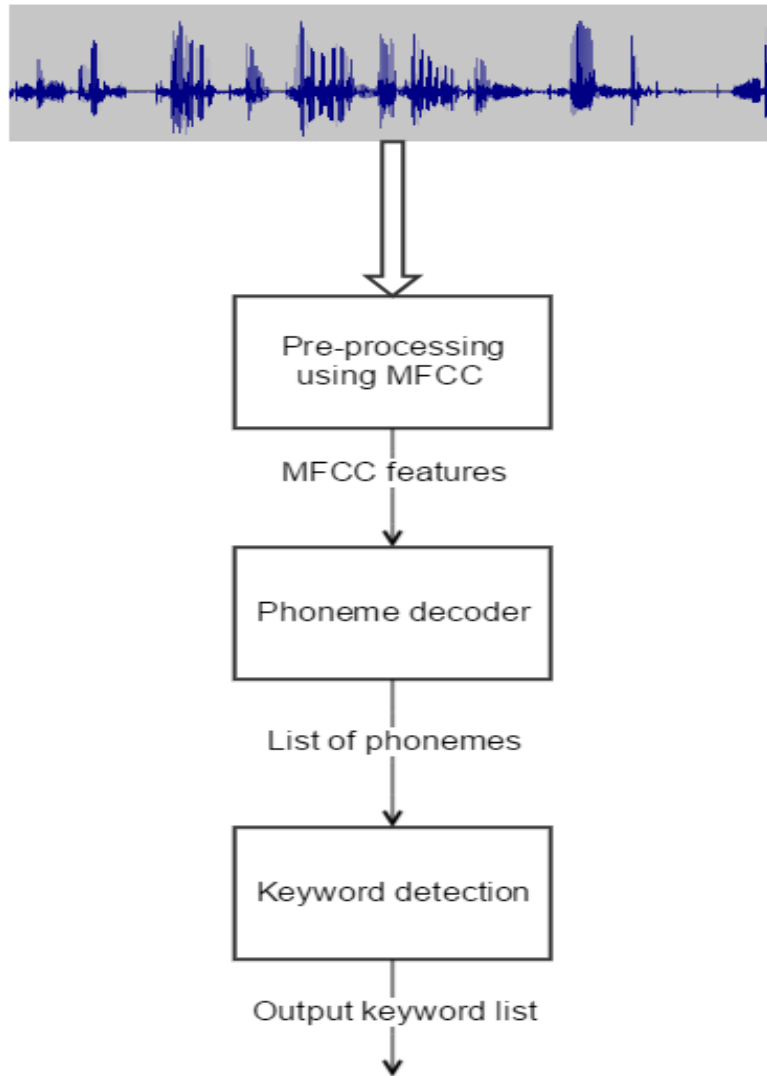 Pre-processing
using MFCC
MFCC features
Phoneme decoder
List of phonemes
Keyword detection
Output keyword list